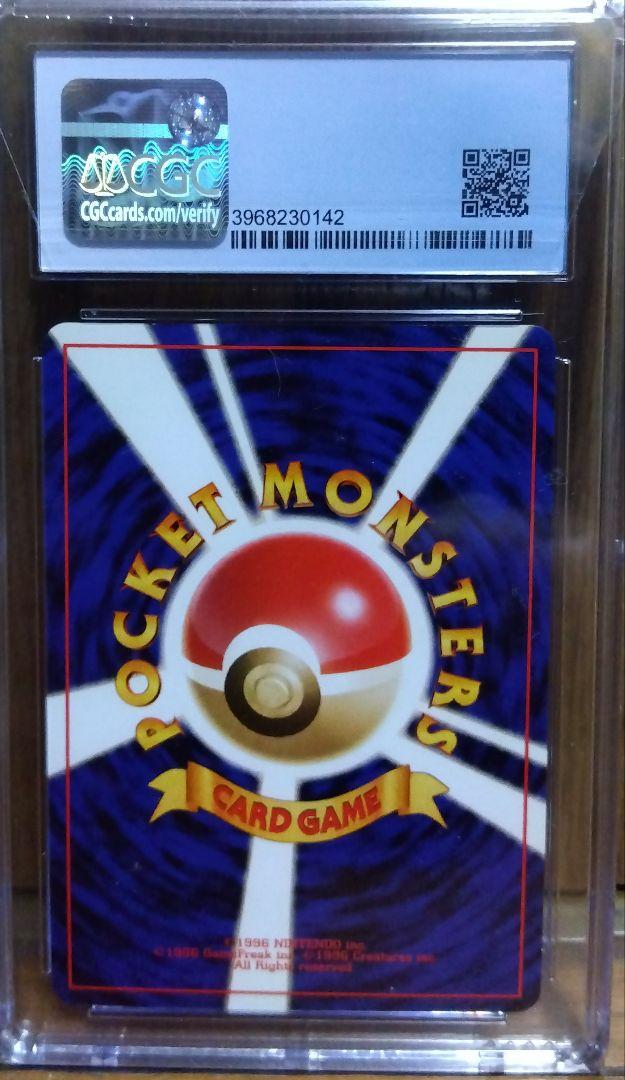 CGC
CGCcards.com/verify
3968230142
POCKET MONSTERS
CARD GAME
©1996 NINTENDO inc.
©1996 GameFreak inc. ©1996 Creatures inc.
All Rights reserved